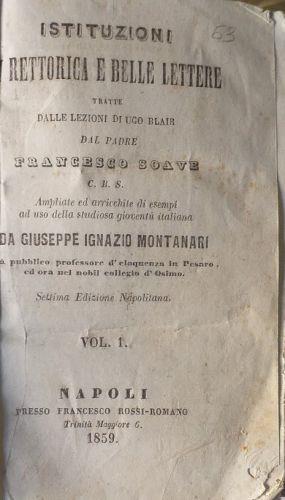 ISTITUZIONI
63
RETTORICA E BELLE LETTERE
TRATTE
DALLE LEZIONI DI UGO BLAIR
DAL PADRE
FRANCESCO SOAVE
C. R. S.
Ampliate ed arricchite di esempi
ad uso della studiosa gioventù italiana
DA GIUSEPPE IGNAZIO MONTANARI
pubblico professore d'eloquenza in Pesaro,
ed ora nel nobil collegio d'Osimo.
Settima Edizione Napolitana.
VOL. 1.
NAPOLI
PRESSO FRANCESCO ROSSI-ROMANO
Trinità Maggiore 6.
1859.